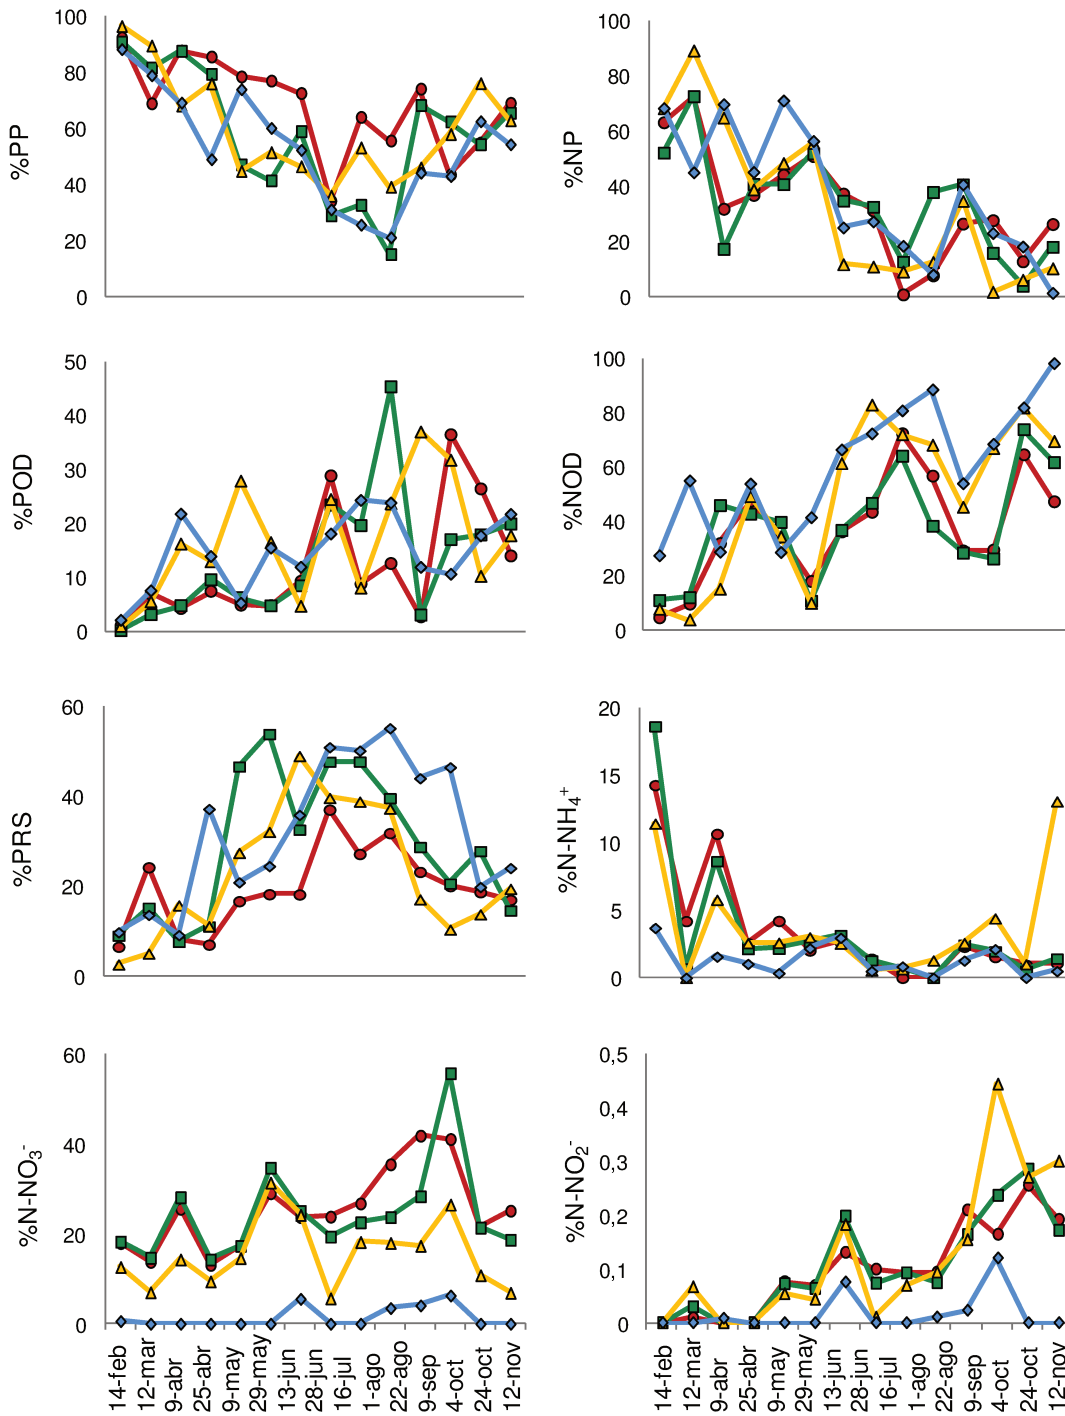 %PP
100
80
60
40
20
0
%NP
100
80
60
40
20
0
%POD
50
40
30
20
10
0
%NOD
100
80
60
40
20
0
%PRS
60
40
20
0
%N-NH₄⁺
20
15
10
5
0
%N-NO₃⁻
60
40
20
0
14-feb
12-mar
9-abr
25-abr
9-may
29-may
13-jun
28-jun
16-jul
1-ago
22-ago
9-sep
4-oct
24-oct
12-nov
%N-NO₂⁻
0,5
0,4
0,3
0,2
0,1
0
14-feb
12-mar
9-abr
25-abr
9-may
29-may
13-jun
28-jun
16-jul
1-ago
22-ago
9-sep
4-oct
24-oct
12-nov